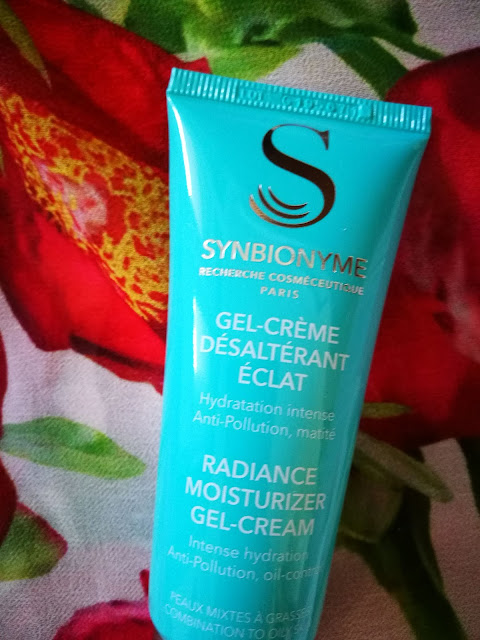 S
SYNBIONYME
RECHERCHE COSMÉCEUTIQUE
PARIS
GEL-CRÈME
DÉSALTÉRANT
ÉCLAT
Hydratation intense
Anti-Pollution, matité
RADIANCE
MOISTURIZER
GEL-CREAM
Intense hydration
Anti-Pollution, oil-control
PEAUX MIXTES À GRASSES
COMBINATION TO